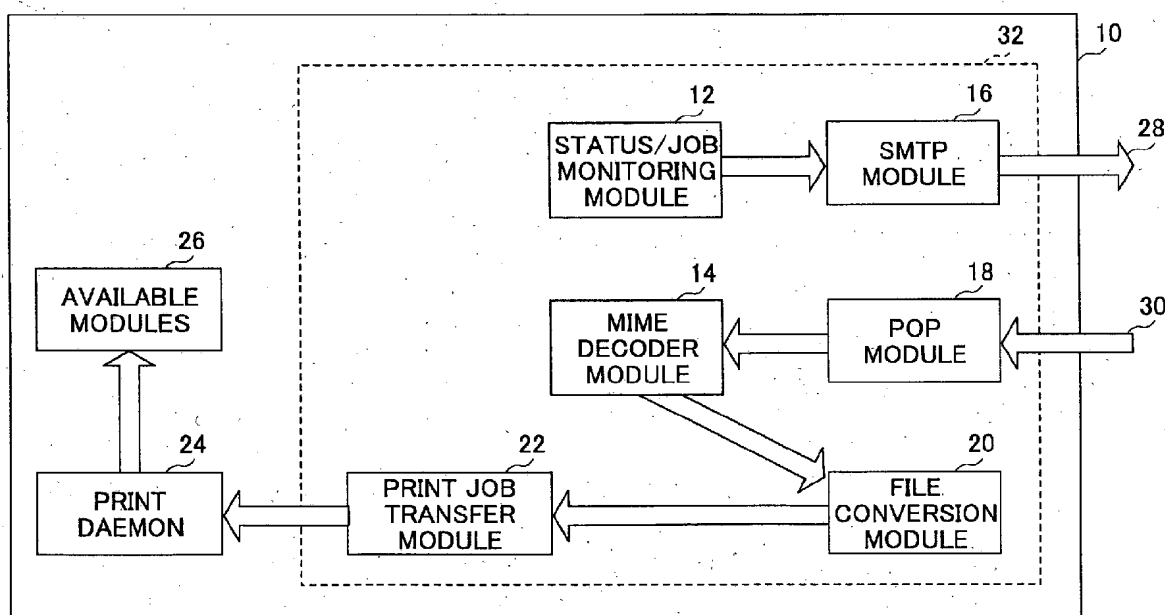 10
32
12
STATUS/JOB
MONITORING
MODULE
16
SMTP
MODULE
28
26
AVAILABLE
MODULES
14
MIME
DECODER
MODULE
18
POP
MODULE
30
24
PRINT
DAEMON
22
PRINT JOB
TRANSFER
MODULE
20
FILE
CONVERSION
MODULE